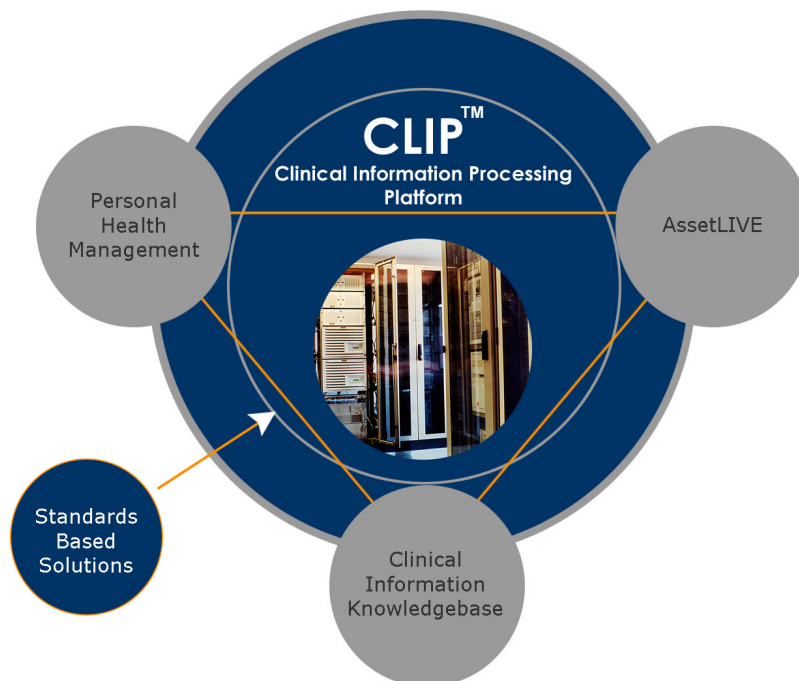 CLIP™
Clinical Information Processing
Platform
Personal
Health
Management
AssetLIVE
Standards
Based
Solutions
Clinical
Information
Knowledgebase